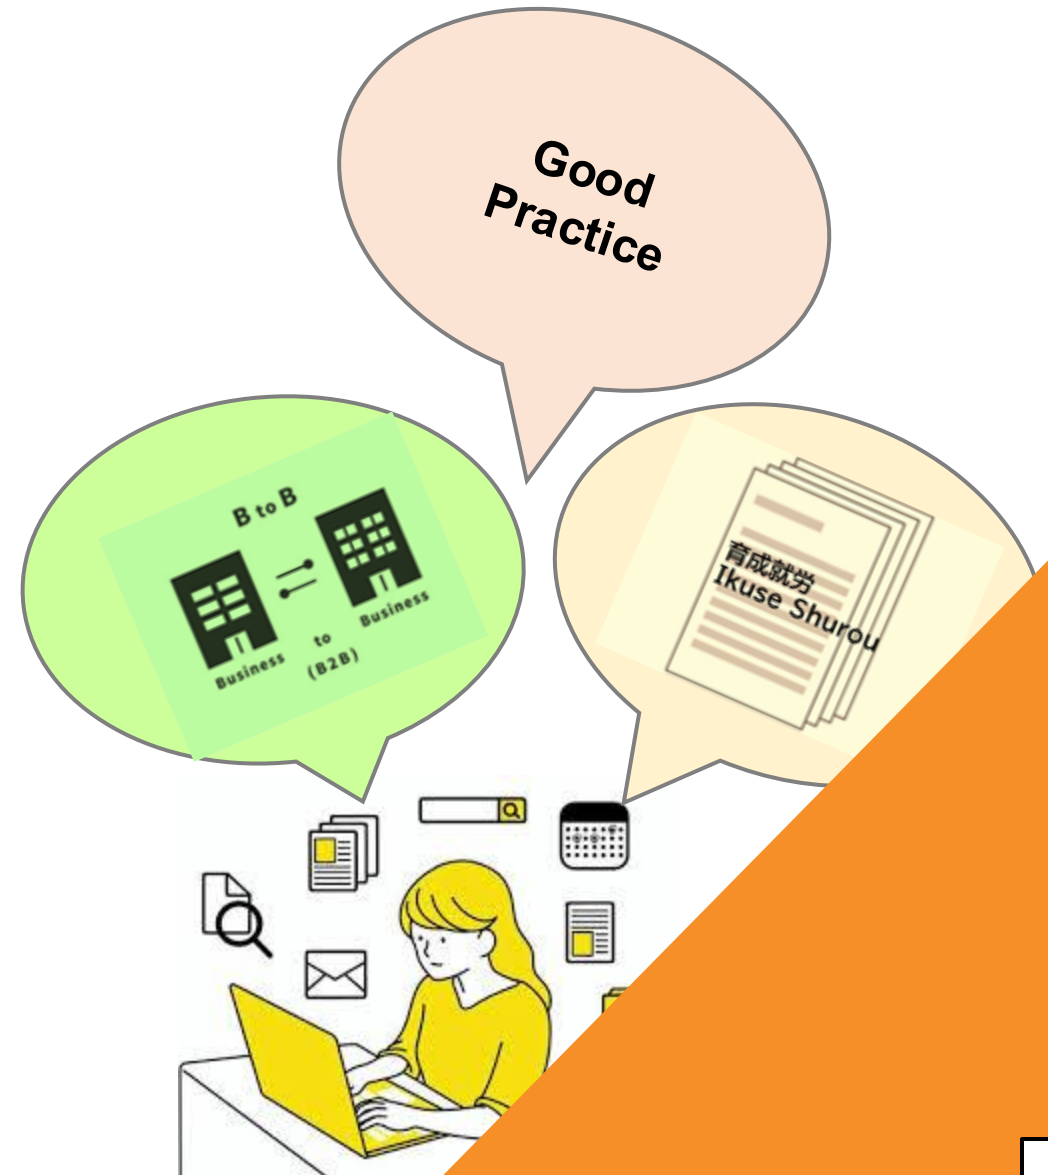 Good
Practice
B to B
Business
to
(B2B)
Business
育成就労
Ikuse Shurou